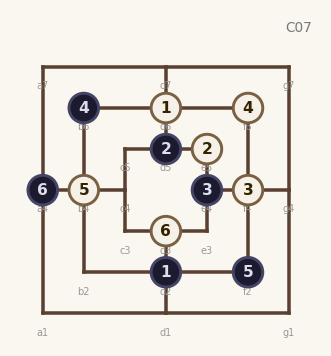 C07
a7 d7 g7
4 1 4
b6 d6 f6
2 2
c5 d5 e5
6 5 3 3
a4 b4 c4 e4 f4 g4
6
c3 d3 e3
1 5
b2 d2 f2
a1 d1 g1